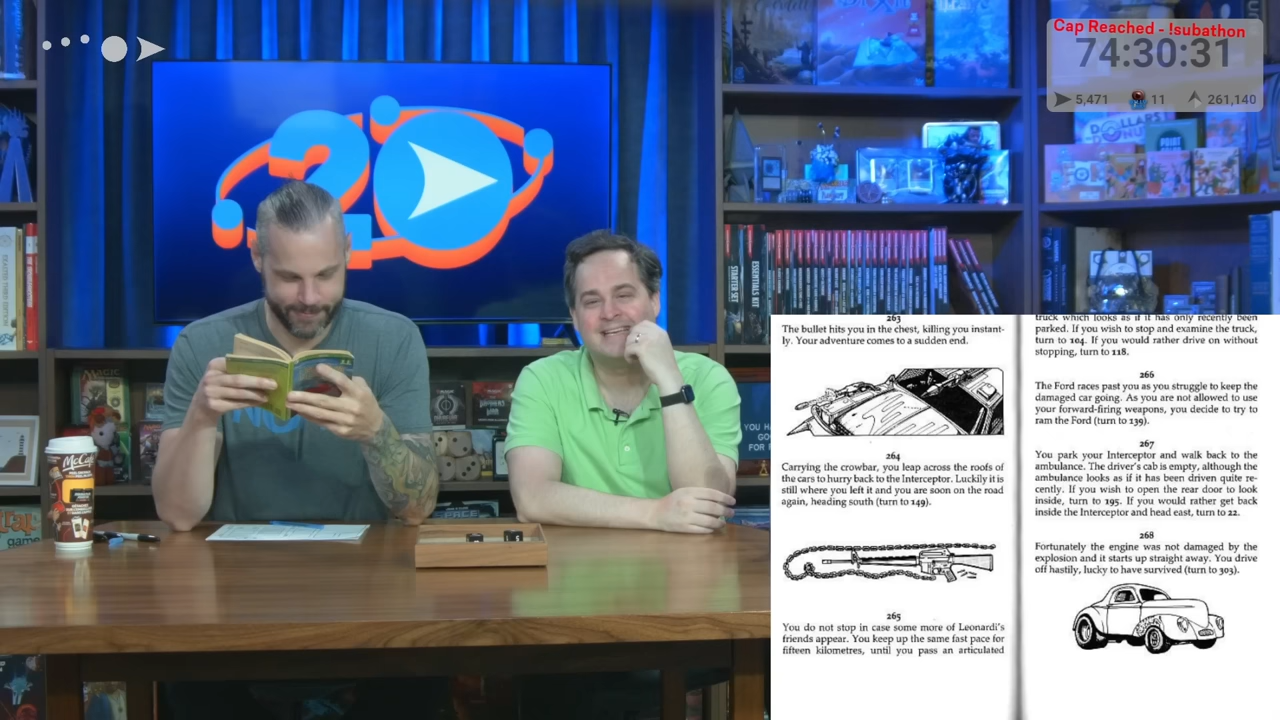 Cap Reached - !subathon
74:30:31
5,471 11 261,140
20
DOLLARS
STARTER SET
ESSENTIALS KIT
MAGIC
McCafé
game
263
The bullet hits you in the chest, killing you instant-
ly. Your adventure comes to a sudden end.
264
Carrying the crowbar, you leap across the roofs of
the cars to hurry back to the Interceptor. Luckily it is
still where you left it and you are soon on the road
again, heading south (turn to 149).
265
You do not stop in case some more of Leonardi's
friends appear. You keep up the same fast pace for
fifteen kilometres, until you pass an articulated
truck which looks as if it has only recently been
parked. If you wish to stop and examine the truck,
turn to 104. If you would rather drive on without
stopping, turn to 118.
266
The Ford races past you as you struggle to keep the
damaged car going. As you are not allowed to use
your forward-firing weapons, you decide to try to
ram the Ford (turn to 139).
267
You park your Interceptor and walk back to the
ambulance. The driver's cab is empty, although the
ambulance looks as if it has been driven quite re-
cently. If you wish to open the rear door to look
inside, turn to 195. If you would rather get back
inside the Interceptor and head east, turn to 22.
268
Fortunately the engine was not damaged by the
explosion and it starts up straight away. You drive
off hastily, lucky to have survived (turn to 303).